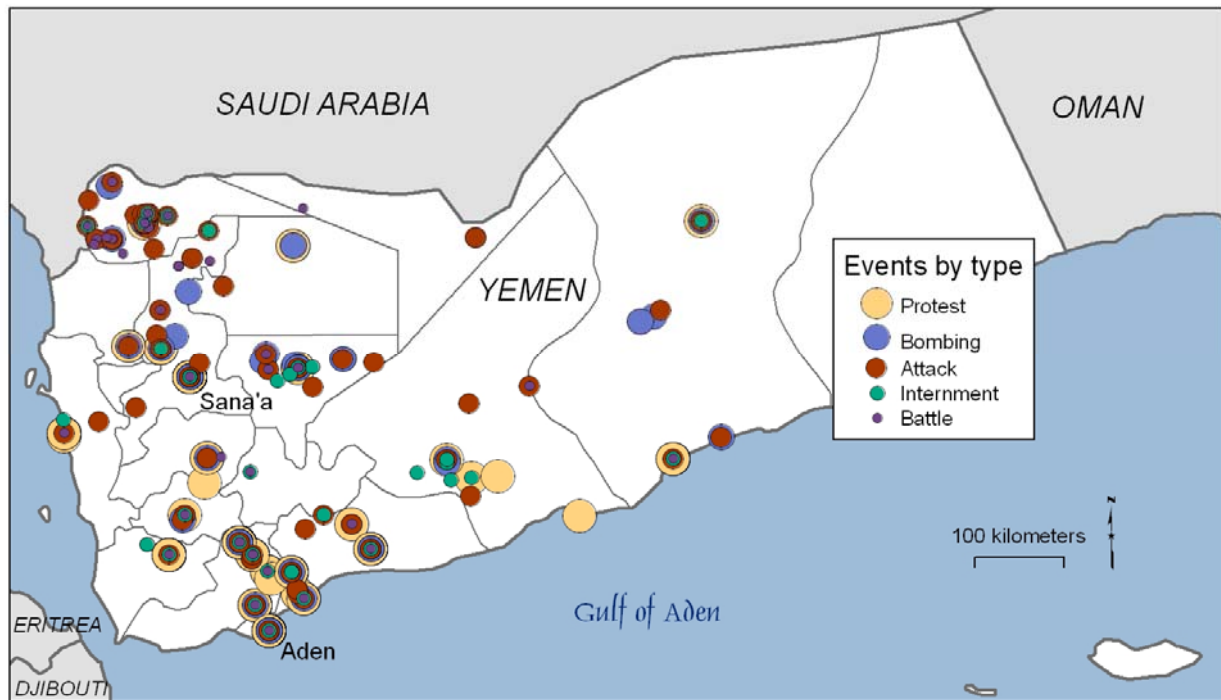 SAUDI ARABIA
OMAN
YEMEN
Events by type
Protest
Bombing
Attack
Internment
Battle
Sana'a
N
100 kilometers
Gulf of Aden
ERITREA
Aden
DJIBOUTI